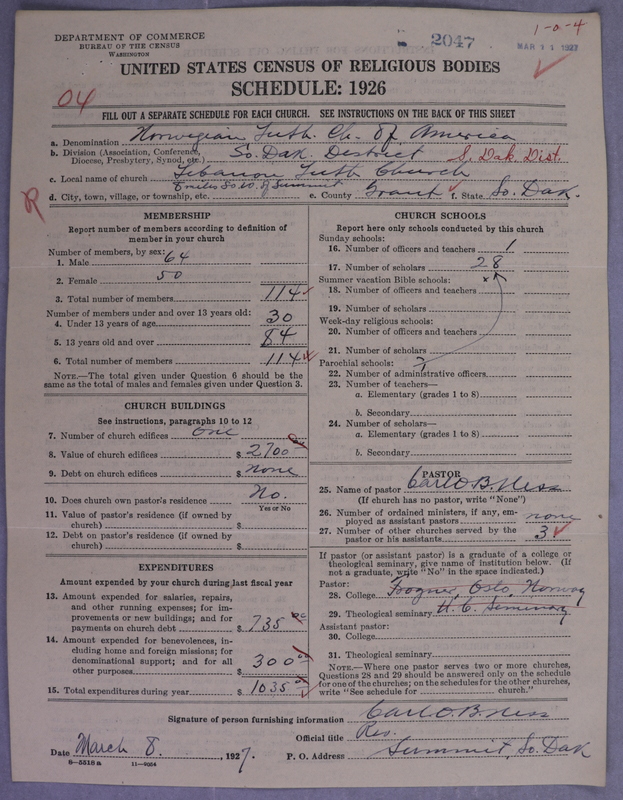 1-0-4
DEPARTMENT OF COMMERCE
BUREAU OF THE CENSUS
WASHINGTON
2047
MAR 11 1927
UNITED STATES CENSUS OF RELIGIOUS BODIES
SCHEDULE: 1926
04
FILL OUT A SEPARATE SCHEDULE FOR EACH CHURCH. SEE INSTRUCTIONS ON THE BACK OF THIS SHEET
a. Denomination Norwegian Luth. Ch. of America
b. Division (Association, Conference, Diocese, Presbytery, Synod, etc.) So. Dak. District S. Dak Dist.
c. Local name of church Lebanon Luth Church
d. City, town, village, or township, etc. 8 miles So. W. of Summit e. County Grant f. State So. Dak.
R
MEMBERSHIP
Report number of members according to definition of
member in your church
Number of members, by sex:
1. Male 64
2. Female 50
3. Total number of members 114
Number of members under and over 13 years old:
4. Under 13 years of age 30
5. 13 years old and over 84
6. Total number of members 114
NOTE.—The total given under Question 6 should be
same as the total of males and females given under Question 3.
CHURCH BUILDINGS
See instructions, paragraphs 10 to 12
7. Number of church edifices one
8. Value of church edifices $ 2700 00
9. Debt on church edifices $ none
10. Does church own pastor's residence No.
Yes or No
11. Value of pastor's residence (if owned by
church) $
12. Debt on pastor's residence (if owned by
church) $
EXPENDITURES
Amount expended by your church during last fiscal year
13. Amount expended for salaries, repairs,
and other running expenses; for im-
provements or new buildings; and for
payments on church debt $ 735 00
14. Amount expended for benevolences, in-
cluding home and foreign missions; for
denominational support; and for all
other purposes $ 300 00
15. Total expenditures during year $ 1035 00
CHURCH SCHOOLS
Report here only schools conducted by this church
Sunday schools:
16. Number of officers and teachers 1
17. Number of scholars 28
Summer vacation Bible schools: x
18. Number of officers and teachers
19. Number of scholars
Week-day religious schools:
20. Number of officers and teachers
21. Number of scholars
Parochial schools: ?
22. Number of administrative officers
23. Number of teachers—
a. Elementary (grades 1 to 8)
b. Secondary
24. Number of scholars—
a. Elementary (grades 1 to 8)
b. Secondary
PASTOR
25. Name of pastor Carl O. B. Ness
(If church has no pastor, write "None")
26. Number of ordained ministers, if any, em-
ployed as assistant pastors none
27. Number of other churches served by the
pastor or his assistants 3
If pastor (or assistant pastor) is a graduate of a college or
theological seminary, give name of institution below. (If
not a graduate, write "No" in the space indicated.)
Pastor:
28. College Frogner, Oslo, Norway
29. Theological seminary H. C. Seminary
Assistant pastor:
30. College
31. Theological seminary
NOTE.—Where one pastor serves two or more churches,
Questions 28 and 29 should be answered only on the schedule
for one of the churches; on the schedules for the other churches,
write "See schedule for church."
Signature of person furnishing information Carl O. B. Ness
Official title Rev.
Date March 8, 1927. P. O. Address Summit, So. Dak
8—5518 a 11—9054